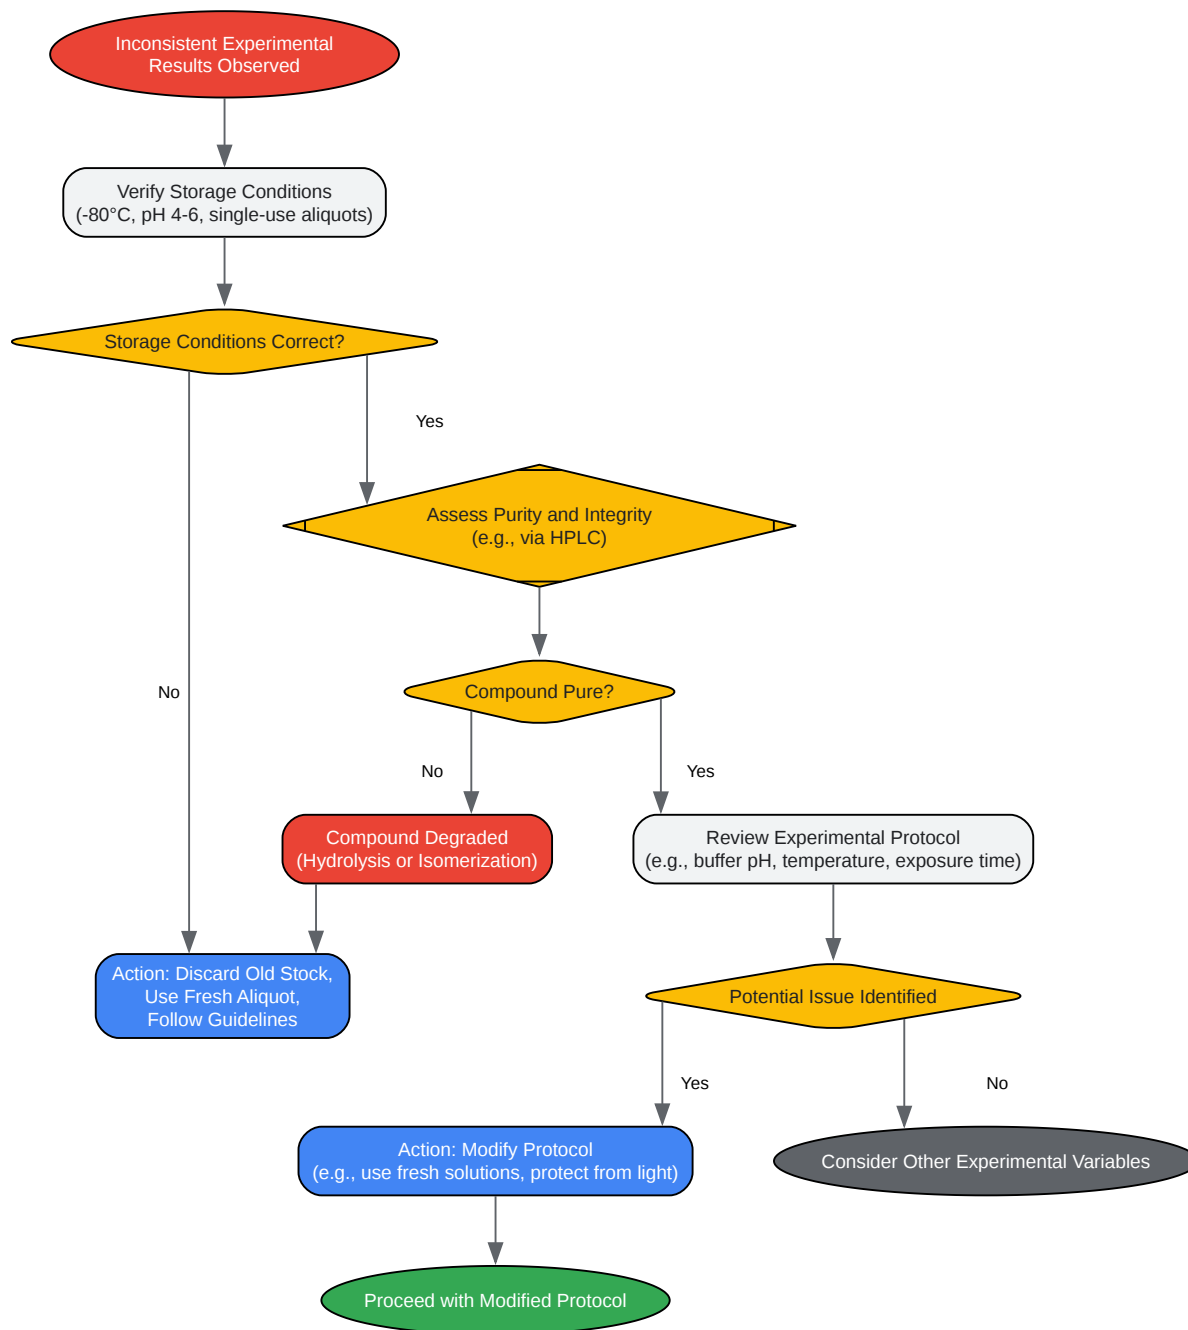 Inconsistent Experimental
Results Observed
Verify Storage Conditions
(-80°C, pH 4-6, single-use aliquots)
Storage Conditions Correct?
Yes
Assess Purity and Integrity
(e.g., via HPLC)
No
Compound Pure?
No
Yes
Compound Degraded
(Hydrolysis or Isomerization)
Review Experimental Protocol
(e.g., buffer pH, temperature, exposure time)
Action: Discard Old Stock,
Use Fresh Aliquot,
Follow Guidelines
Potential Issue Identified
Yes
No
Action: Modify Protocol
(e.g., use fresh solutions, protect from light)
Consider Other Experimental Variables
Proceed with Modified Protocol